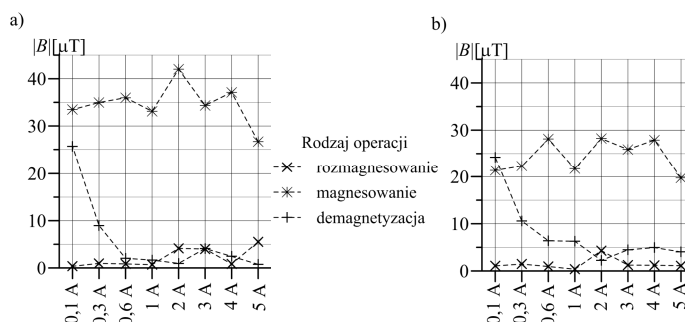 a)
|B|[μT]
40
30
20
10
0
0,1 A
0,3 A
0,6 A
1 A
2 A
3 A
4 A
5 A
Rodzaj operacji
rozmagnesowanie
magnesowanie
demagnetyzacja
b)
|B|[μT]
40
30
20
10
0
0,1 A
0,3 A
0,6 A
1 A
2 A
3 A
4 A
5 A